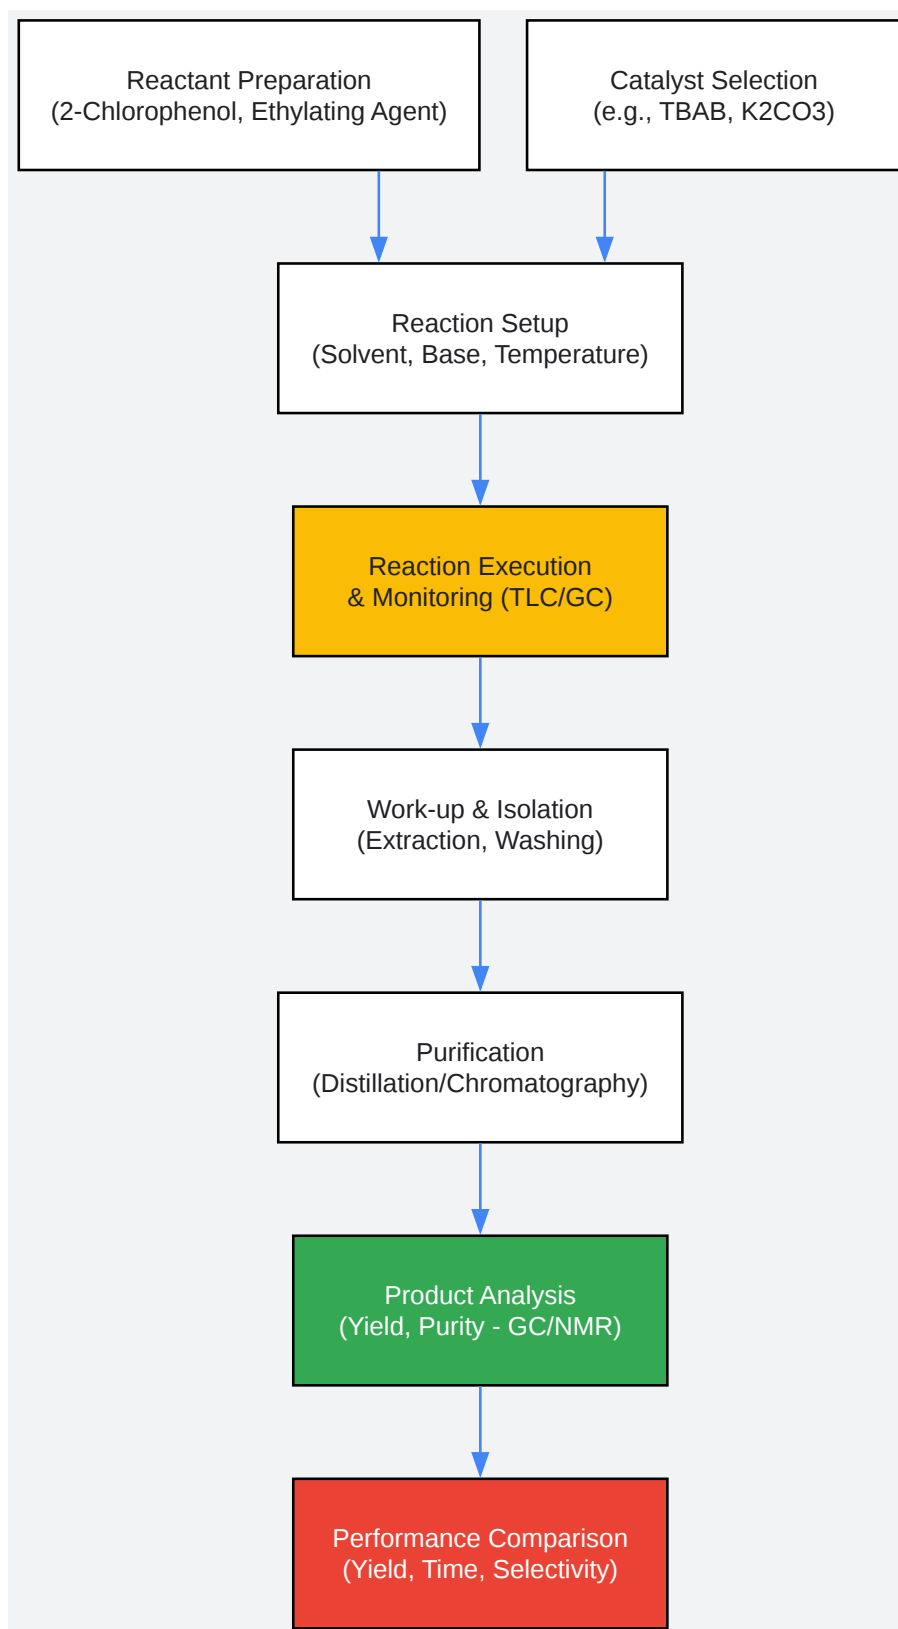 Reactant Preparation
(2-Chlorophenol, Ethylating Agent)
Catalyst Selection
(e.g., TBAB, K2CO3)
Reaction Setup
(Solvent, Base, Temperature)
Reaction Execution
& Monitoring (TLC/GC)
Work-up & Isolation
(Extraction, Washing)
Purification
(Distillation/Chromatography)
Product Analysis
(Yield, Purity - GC/NMR)
Performance Comparison
(Yield, Time, Selectivity)